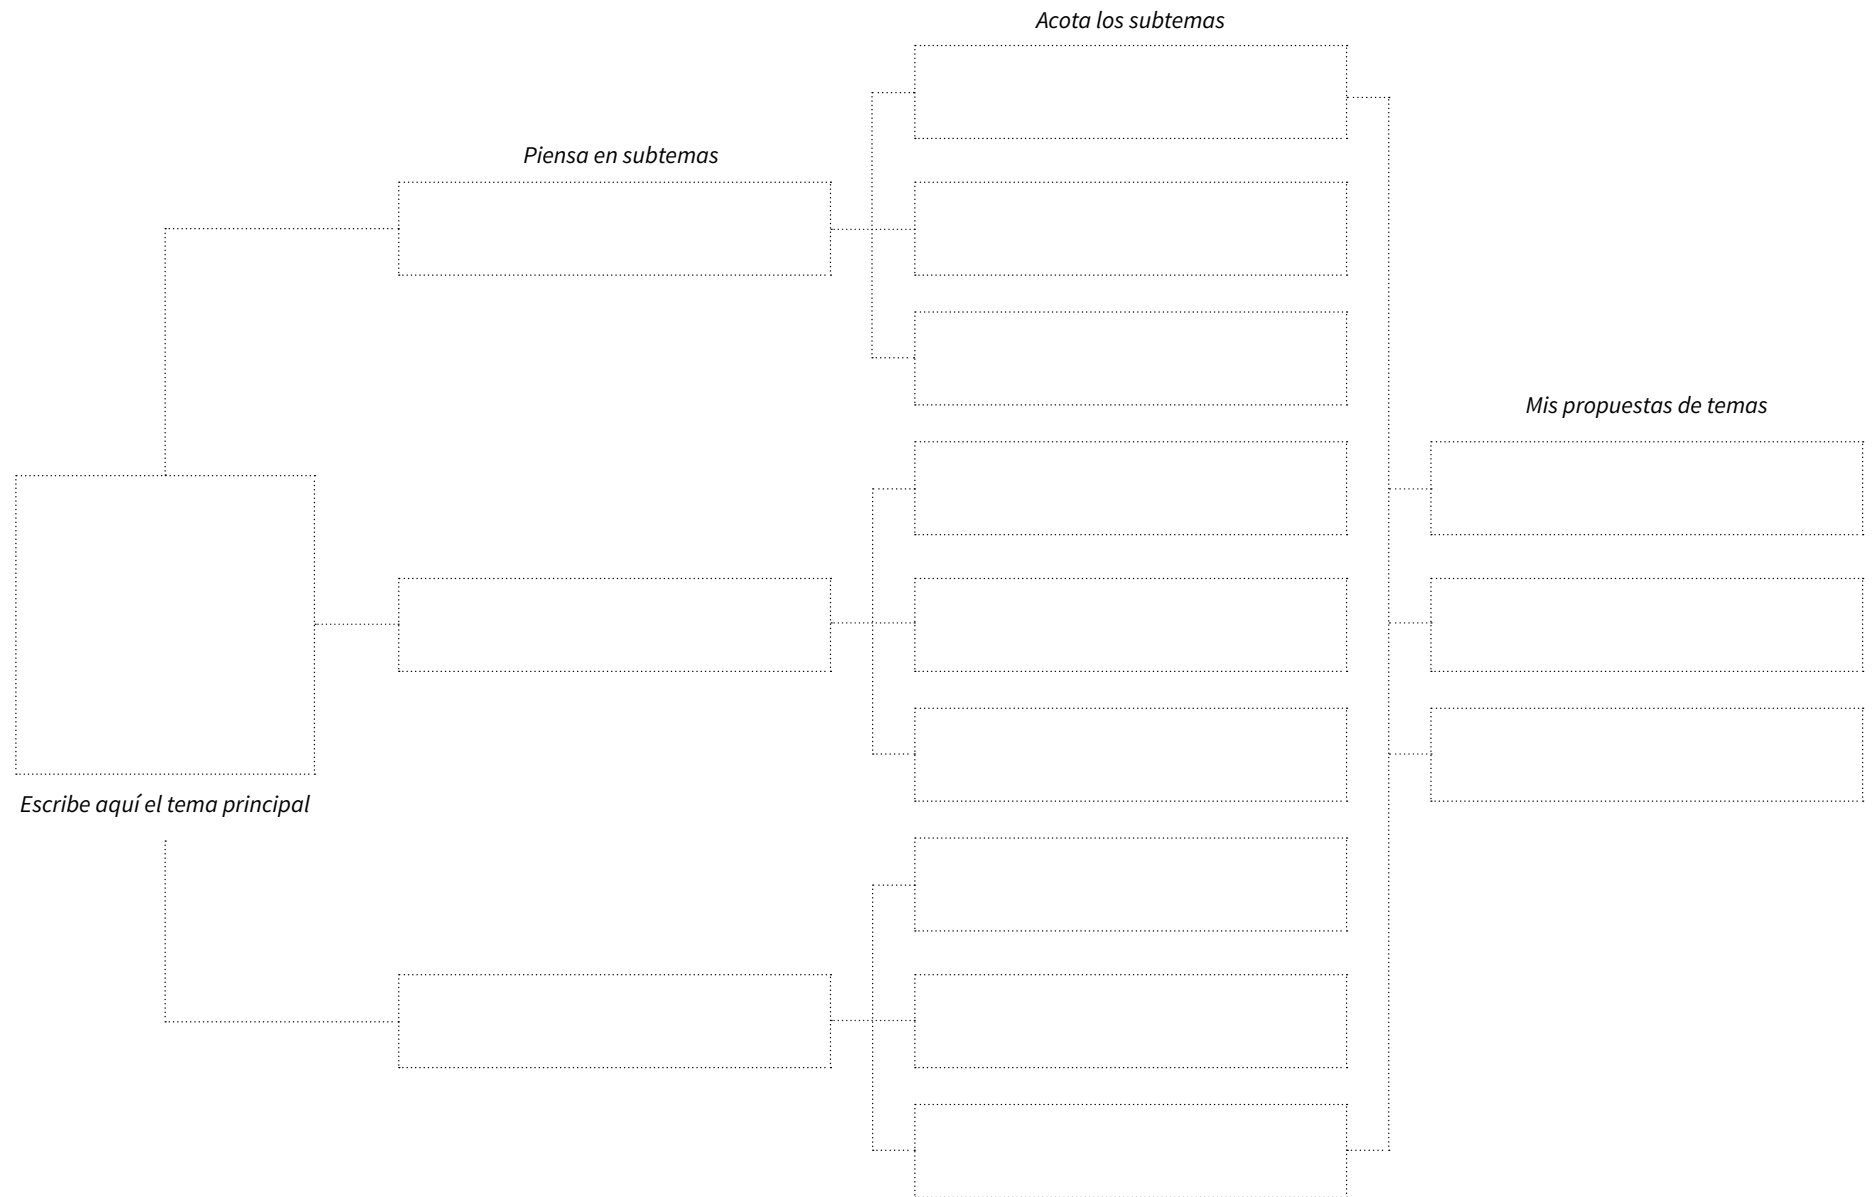 Acota los subtemas
Piensa en subtemas
Mis propuestas de temas
Escribe aquí el tema principal